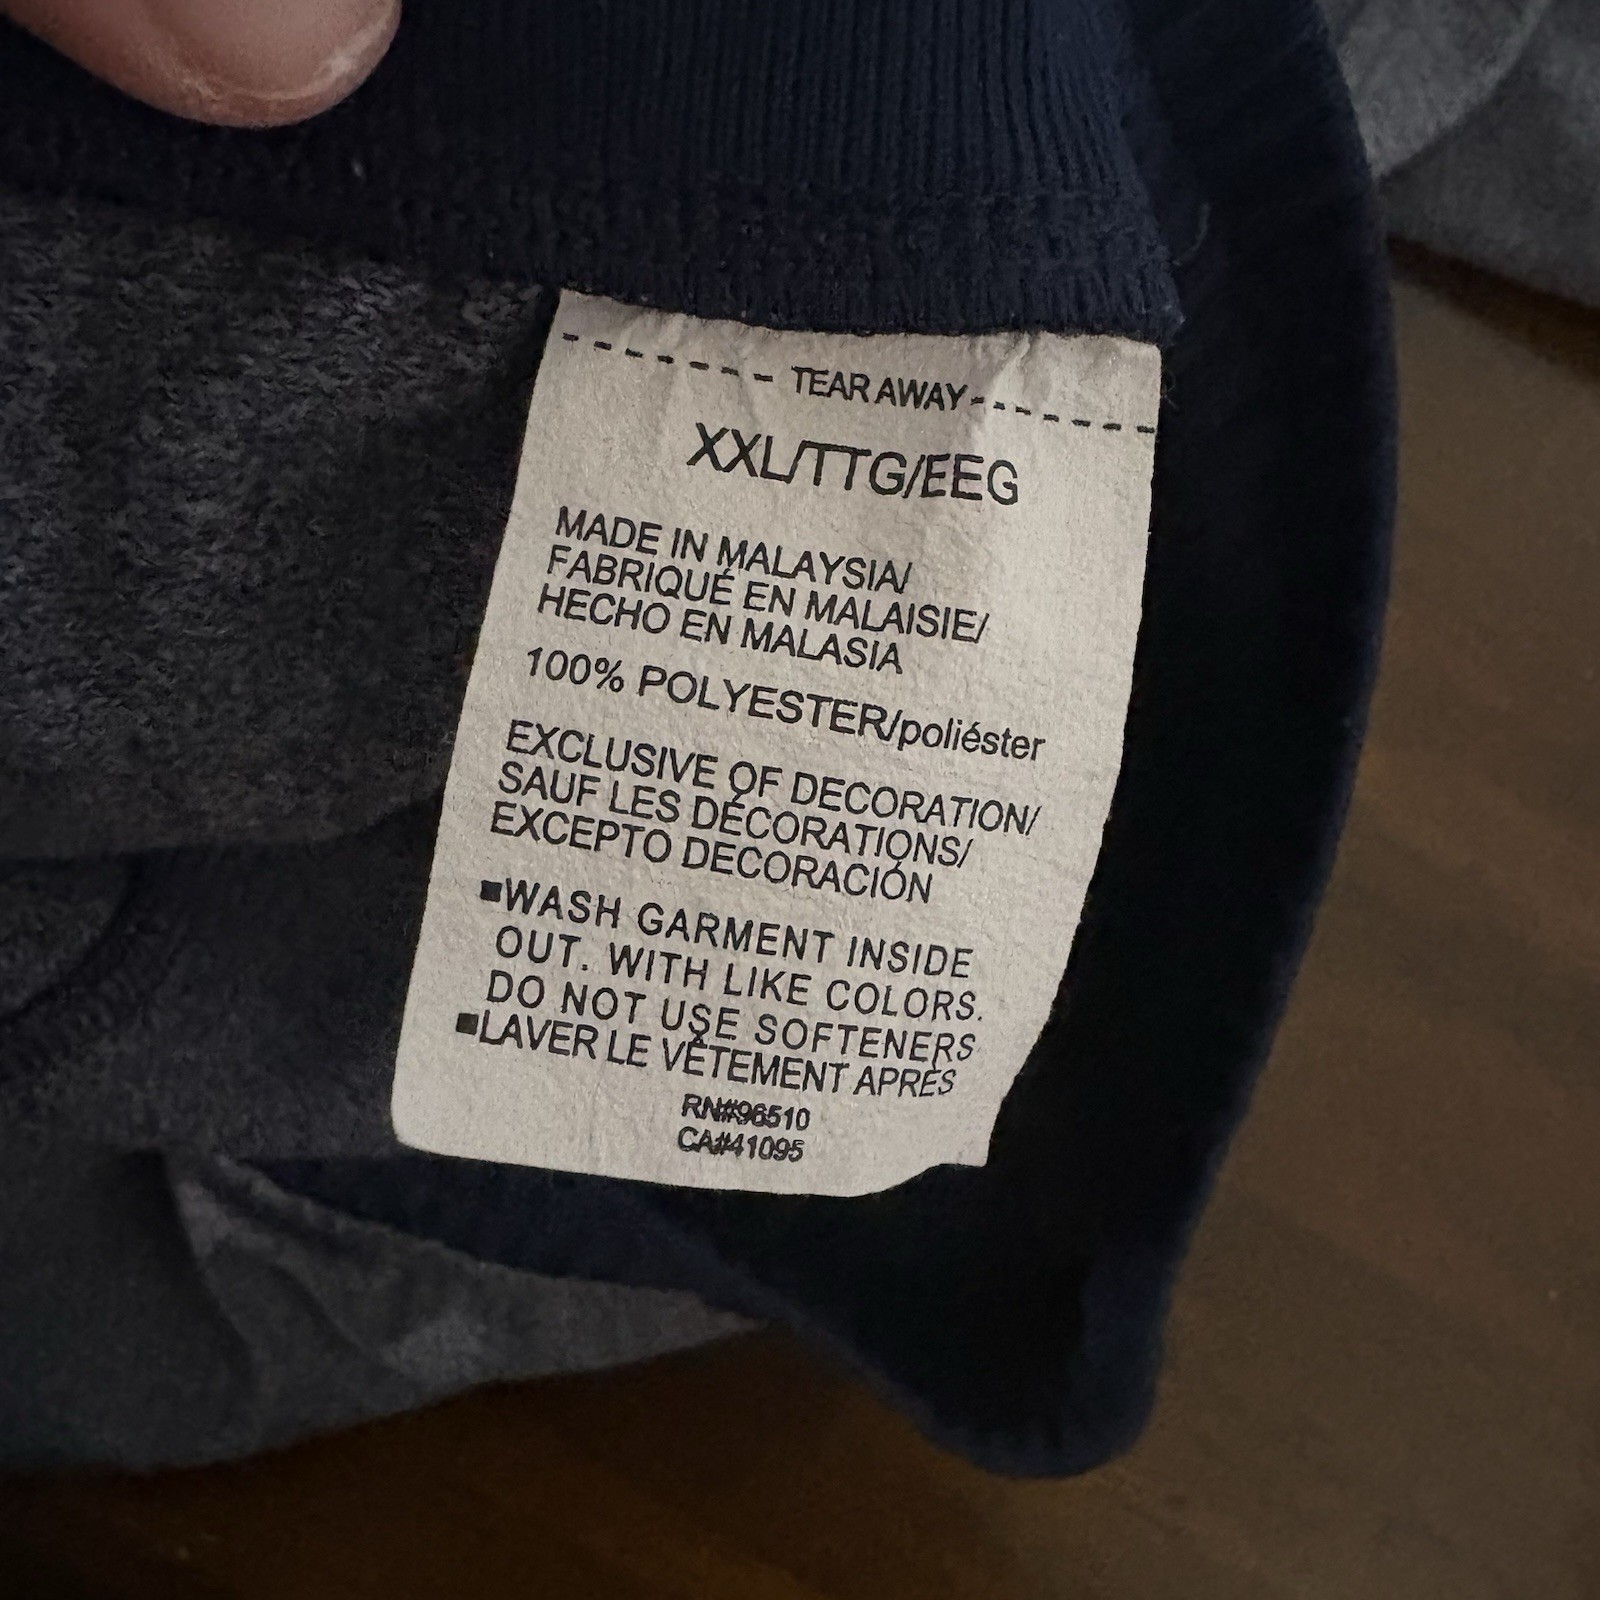 TEAR AWAY
XXL/TTG/EEG
MADE IN MALAYSIA/
FABRIQUÉ EN MALAISIE/
HECHO EN MALASIA
100% POLYESTER/poliéster
EXCLUSIVE OF DECORATION/
SAUF LES DÉCORATIONS/
EXCEPTO DECORACIÓN
▪WASH GARMENT INSIDE
OUT. WITH LIKE COLORS.
DO NOT USE SOFTENERS
▪LAVER LE VÊTEMENT APRÉS
RN#96510
CA#41095